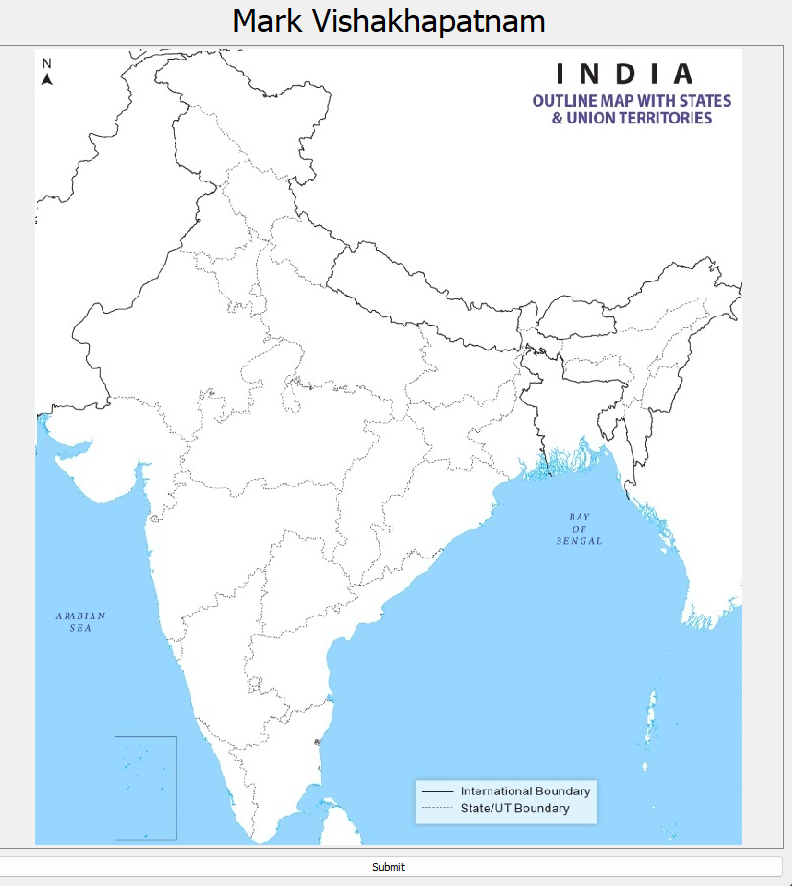 Mark Vishakhapatnam
N
INDIA
OUTLINE MAP WITH STATES
& UNION TERRITORIES
BAY
OF
BENGAL
ARABIAN
SEA
International Boundary
State/UT Boundary
Submit